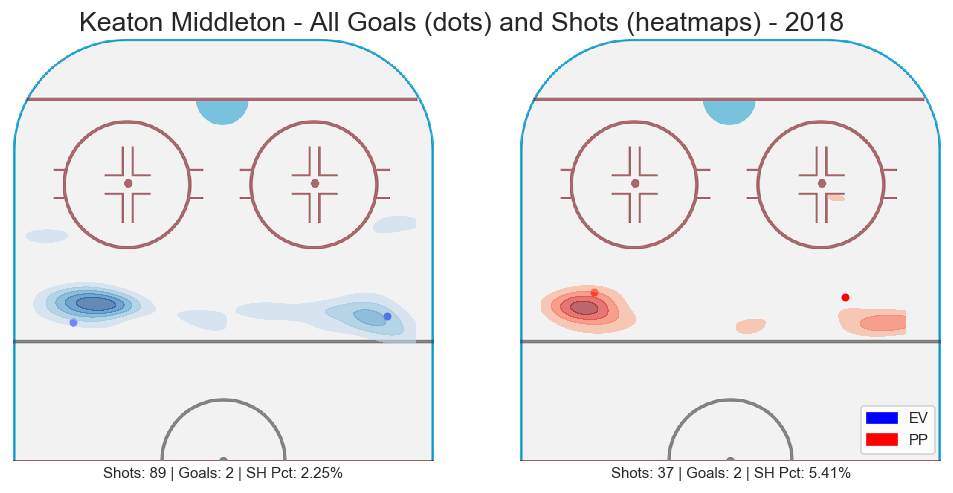 Keaton Middleton - All Goals (dots) and Shots (heatmaps) - 2018
EV
PP
Shots: 89 | Goals: 2 | SH Pct: 2.25%
Shots: 37 | Goals: 2 | SH Pct: 5.41%